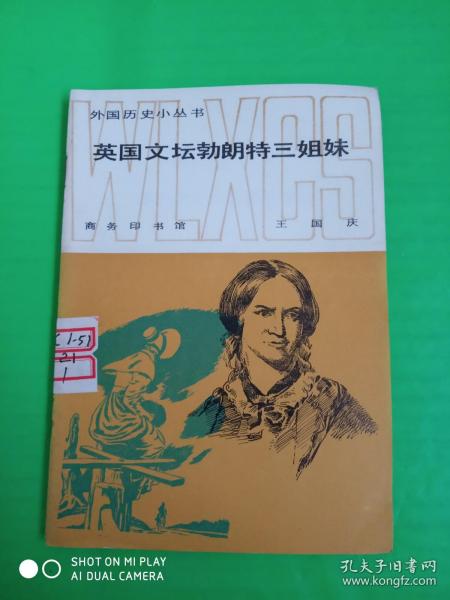 外国历史小丛书
WLXCS
英国文坛勃朗特三姐妹
商务印书馆 王国庆
21
1
SHOT ON MI PLAY
AI DUAL CAMERA
孔夫子旧书网
www.kongfz.com